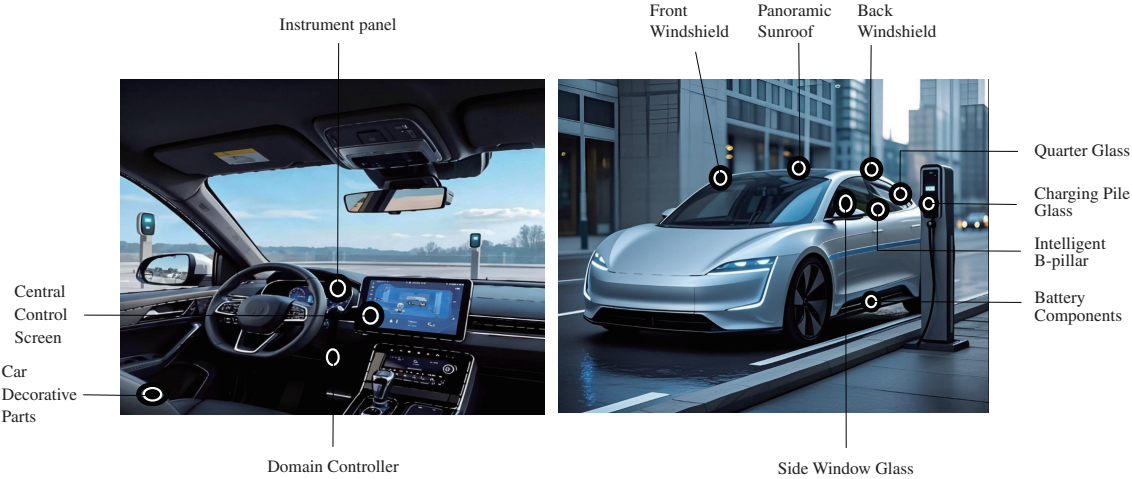 Instrument panel
Central
Control
Screen
Car
Decorative
Parts
Domain Controller
Front
Windshield
Panoramic
Sunroof
Back
Windshield
Quarter Glass
Charging Pile
Glass
Intelligent
B-pillar
Battery
Components
Side Window Glass